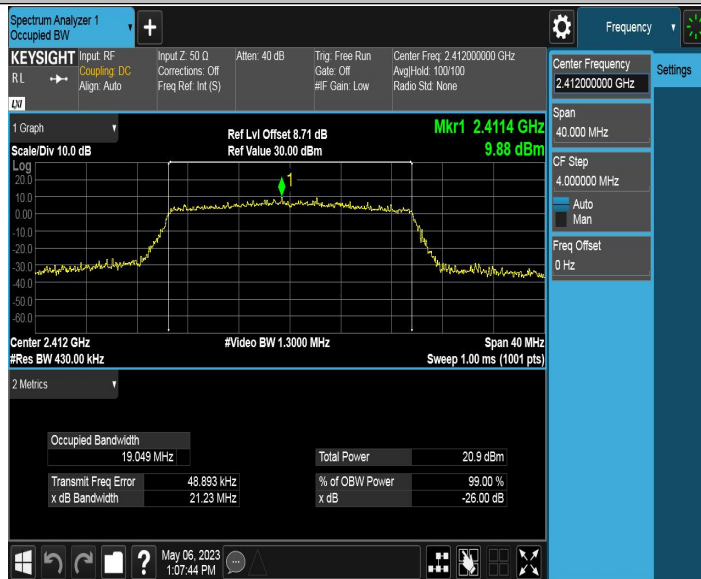 Spectrum Analyzer 1
Occupied BW
Frequency
KEYSIGHT
Input: RF
Coupling: DC
Align: Auto
RL
LXI
Input Z: 50 Ω
Corrections: Off
Freq Ref: Int (S)
Atten: 40 dB
Trig: Free Run
Gate: Off
#IF Gain: Low
Center Freq: 2.412000000 GHz
Avg|Hold: 100/100
Radio Std: None
Center Frequency
2.412000000 GHz
Settings
Span
40.000 MHz
CF Step
4.000000 MHz
Auto
Man
Freq Offset
0 Hz
1 Graph
Scale/Div 10.0 dB
Ref Lvl Offset 8.71 dB
Ref Value 30.00 dBm
Mkr1 2.4114 GHz
9.88 dBm
Log
20.0
10.0
0.00
-10.0
-20.0
-30.0
-40.0
-50.0
-60.0
1
Center 2.412 GHz
#Video BW 1.3000 MHz
Span 40 MHz
#Res BW 430.00 kHz
Sweep 1.00 ms (1001 pts)
2 Metrics
Occupied Bandwidth
19.049 MHz
Total Power 20.9 dBm
Transmit Freq Error 48.893 kHz
% of OBW Power 99.00 %
x dB Bandwidth 21.23 MHz
x dB -26.00 dB
?
May 06, 2023
1:07:44 PM